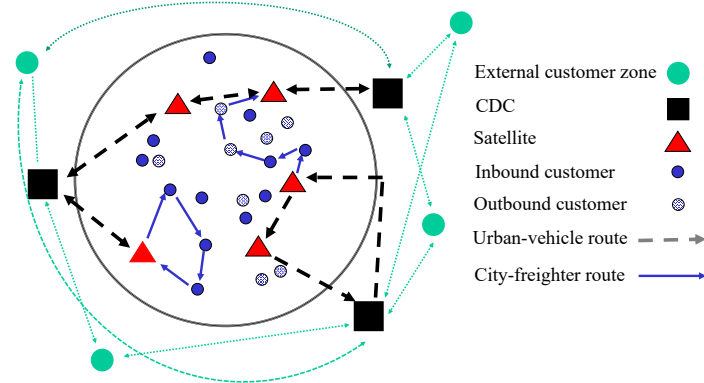 External customer zone
CDC
Satellite
Inbound customer
Outbound customer
Urban-vehicle route
City-freighter route